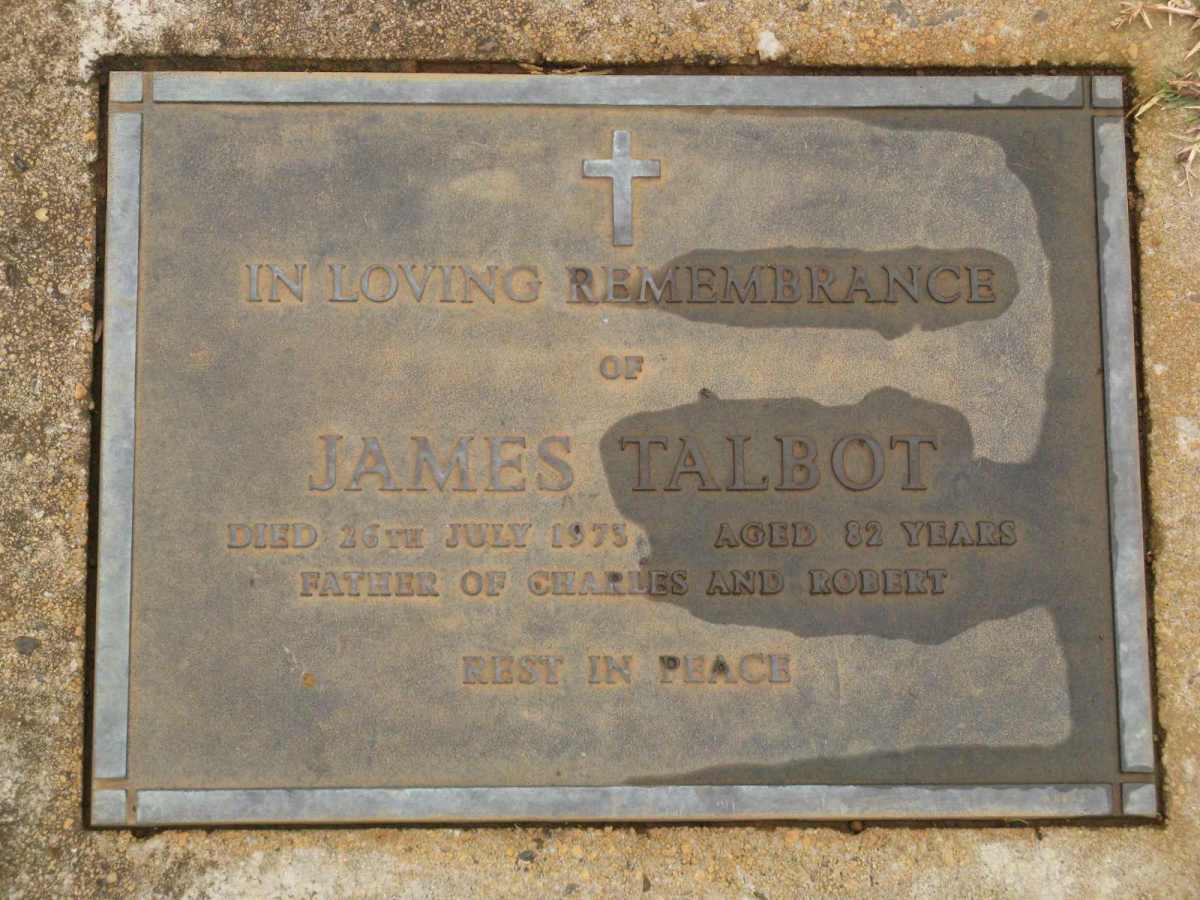 IN LOVING REMEMBRANCE
OF
JAMES TALBOT
DIED 26TH JULY 1975 AGED 82 YEARS
FATHER OF CHARLES AND ROBERT
REST IN PEACE